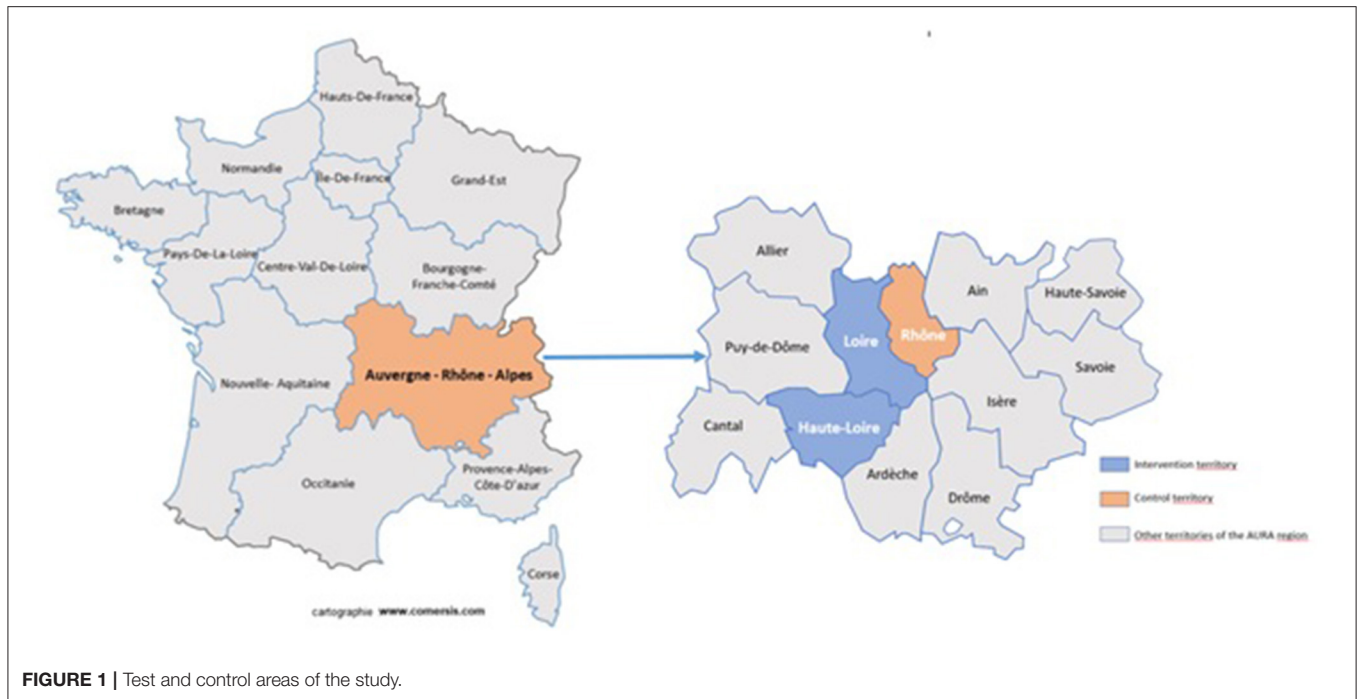 Hauts-De-France
Normandie
Île-De-France
Grand-Est
Bretagne
Pays-De-La-Loire
Centre-Val-De-Loire
Bourgogne-
Franche-Comté
Auvergne - Rhône - Alpes
Nouvelle- Aquitaine
Occitanie
Provence-Alpes-
Côte-D'azur
Corse
cartographie www.comersis.com
Allier
Ain
Haute-Savoie
Loire
Rhône
Puy-de-Dôme
Savoie
Isère
Cantal
Haute-Loire
Ardèche
Drôme
Intervention territory
Control territory
Other territories of the AURA region
FIGURE 1 | Test and control areas of the study.